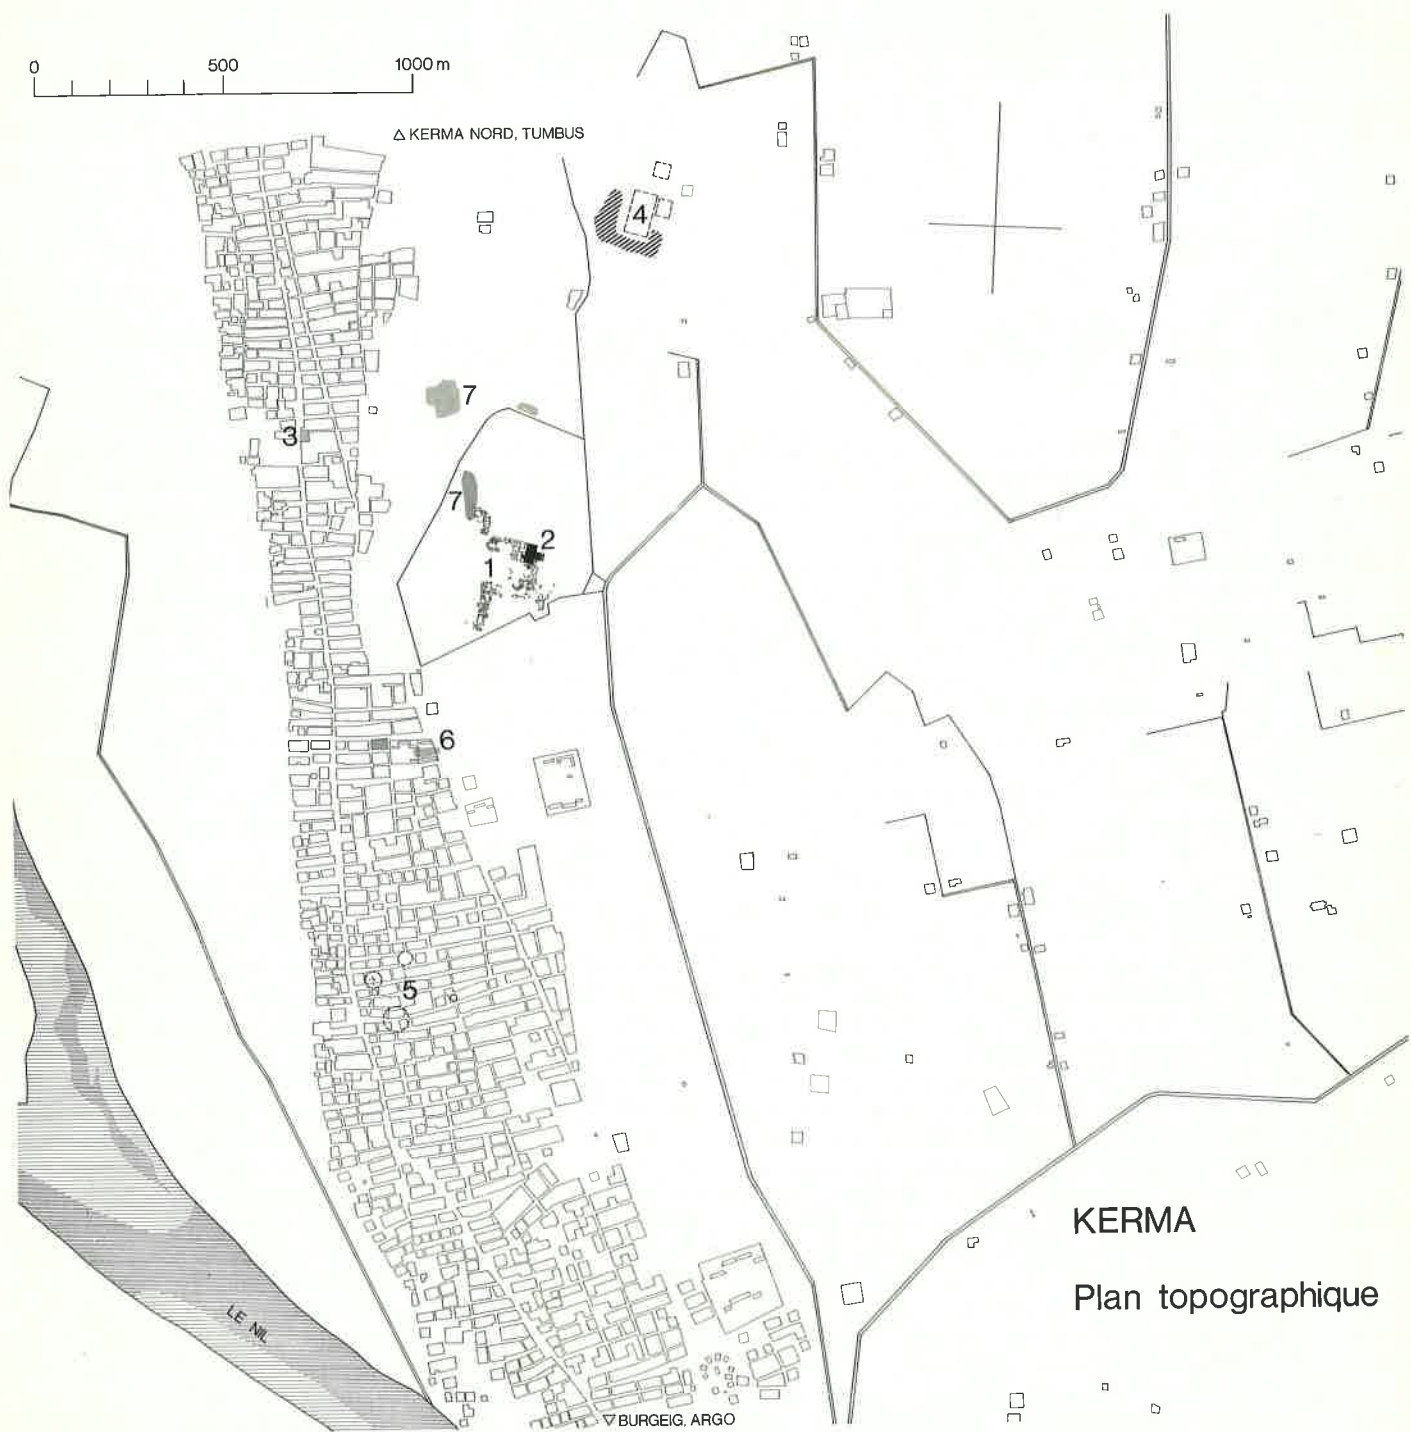 0 500 1000 m
△ KERMA NORD, TUMBUS
4
7
3
7
2
1
6
5
KERMA
Plan topographique
LE NIL
▽ BURGEIG, ARGO